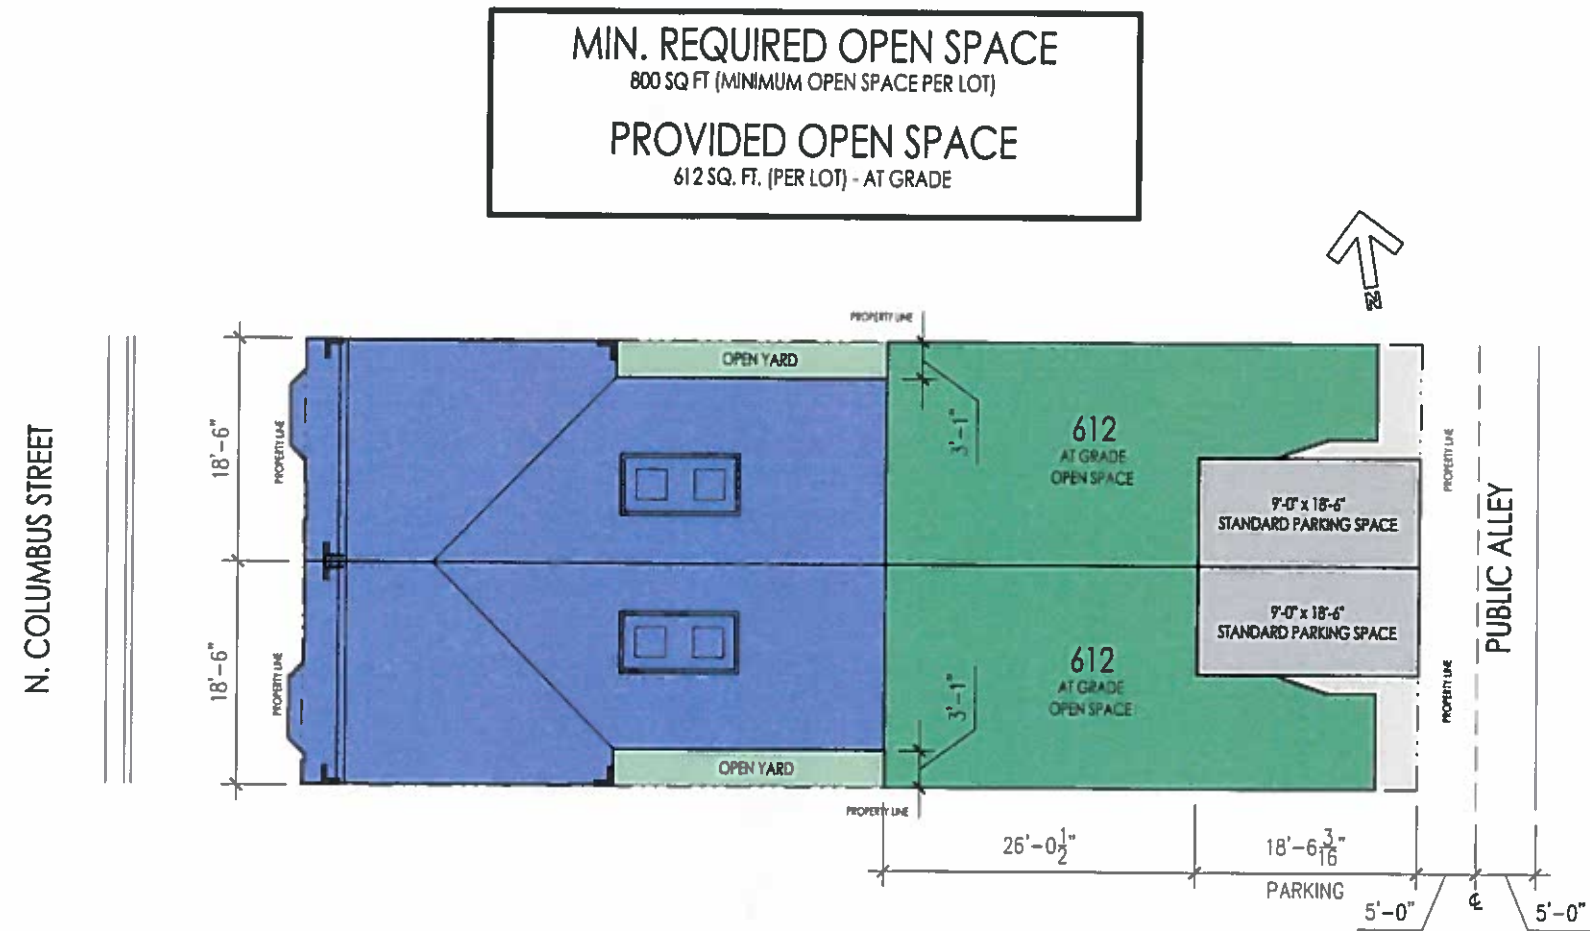 MIN. REQUIRED OPEN SPACE
800 SQ FT (MINIMUM OPEN SPACE PER LOT)
PROVIDED OPEN SPACE
612 SQ. FT. (PER LOT) - AT GRADE
N
PROPERTY LINE
OPEN YARD
N. COLUMBUS STREET
18'-6"
PROPERTY LINE
3'-1"
612
AT GRADE
OPEN SPACE
PROPERTY LINE
9'-0" x 18'-6"
STANDARD PARKING SPACE
PUBLIC ALLEY
18'-6"
PROPERTY LINE
9'-0" x 18'-6"
STANDARD PARKING SPACE
612
AT GRADE
OPEN SPACE
3'-1"
PROPERTY LINE
OPEN YARD
PROPERTY LINE
26'-0 1/2"
18'-6 3/16"
PARKING
5'-0"
℄
5'-0"